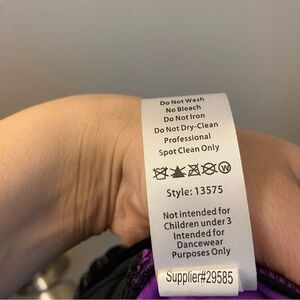 Do Not Wash
No Bleach
Do Not Iron
Do Not Dry-Clean
Professional
Spot Clean Only
W
Style: 13575
Not intended for
Children under 3
Intended for
Dancewear
Purposes Only
Supplier#29585